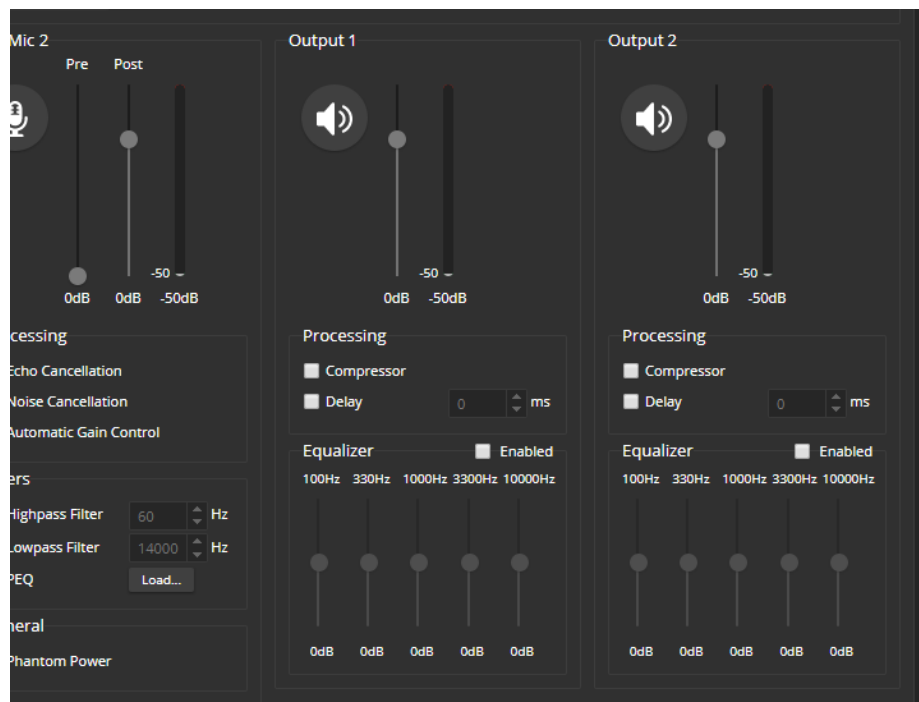 Mic 2
Pre Post
-50
0dB 0dB -50dB
cessing
Echo Cancellation
Noise Cancellation
Automatic Gain Control
ers
Highpass Filter 60 Hz
Lowpass Filter 14000 Hz
PEQ Load...
neral
Phantom Power
Output 1
-50
0dB -50dB
Processing
Compressor
Delay 0 ms
Equalizer Enabled
100Hz 330Hz 1000Hz 3300Hz 10000Hz
0dB 0dB 0dB 0dB 0dB
Output 2
-50
0dB -50dB
Processing
Compressor
Delay 0 ms
Equalizer Enabled
100Hz 330Hz 1000Hz 3300Hz 10000Hz
0dB 0dB 0dB 0dB 0dB